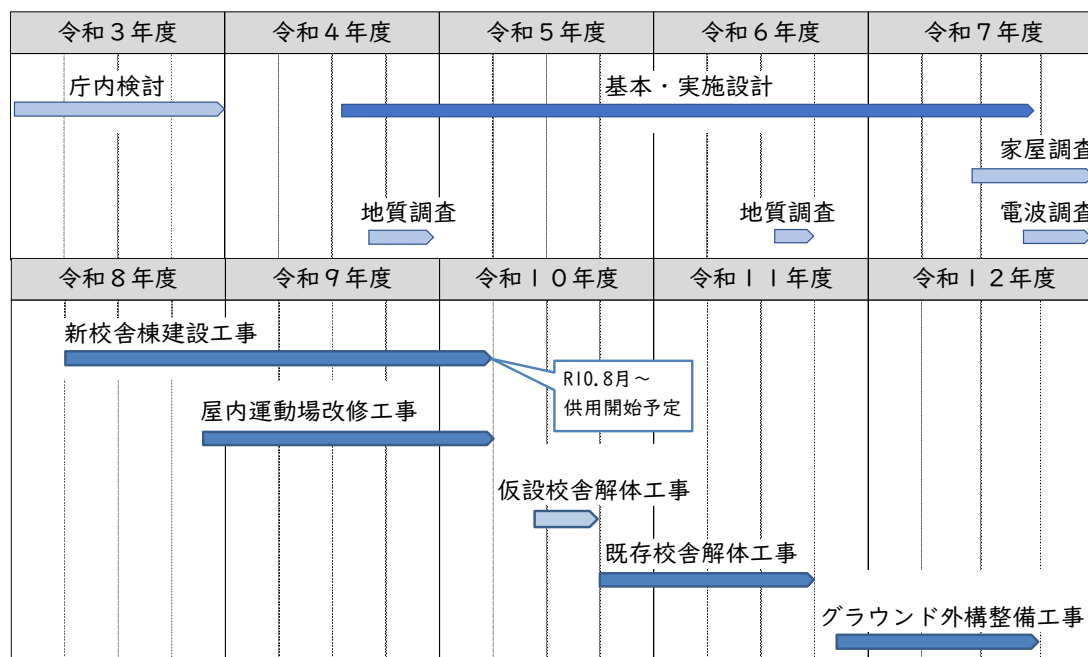 令和３年度 令和４年度 令和５年度 令和６年度 令和７年度
庁内検討
基本・実施設計
家屋調査
地質調査 地質調査 電波調査
令和８年度 令和９年度 令和１０年度 令和１１年度 令和１２年度
新校舎棟建設工事
R10.8月～
供用開始予定
屋内運動場改修工事
仮設校舎解体工事
既存校舎解体工事
グラウンド外構整備工事